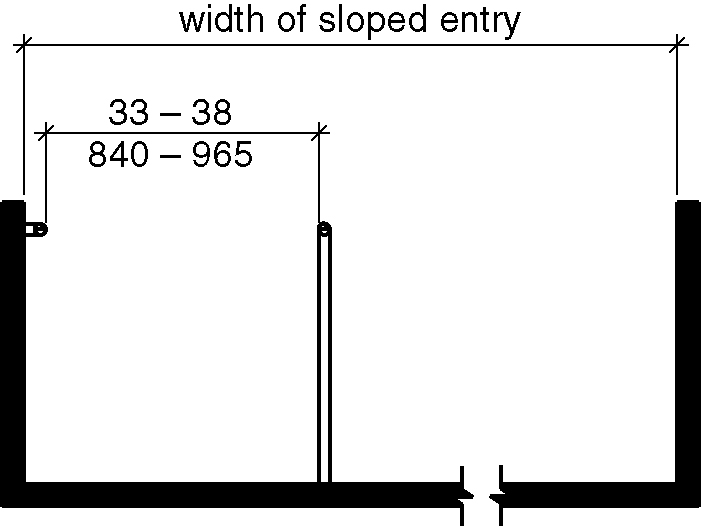 width of sloped entry
33 – 38
840 – 965